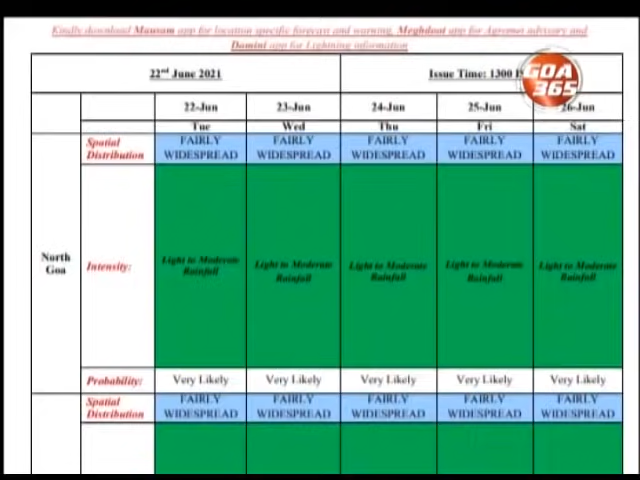 Kindly download Mausam app for location specific forecast and warning, Meghdoot app for Agromet advisory and
Damini app for Lightning information
22nd June 2021 Issue Time: 1300
GOA 365
22-Jun 23-Jun 24-Jun 25-Jun 26-Jun
Tue Wed Thu Fri Sat
Spatial Distribution FAIRLY WIDESPREAD FAIRLY WIDESPREAD FAIRLY WIDESPREAD FAIRLY WIDESPREAD FAIRLY WIDESPREAD
North Goa Intensity: Light to Moderate Rainfall Light to Moderate Rainfall Light to Moderate Rainfall Light to Moderate Rainfall Light to Moderate Rainfall
Probability: Very Likely Very Likely Very Likely Very Likely Very Likely
Spatial Distribution FAIRLY WIDESPREAD FAIRLY WIDESPREAD FAIRLY WIDESPREAD FAIRLY WIDESPREAD FAIRLY WIDESPREAD